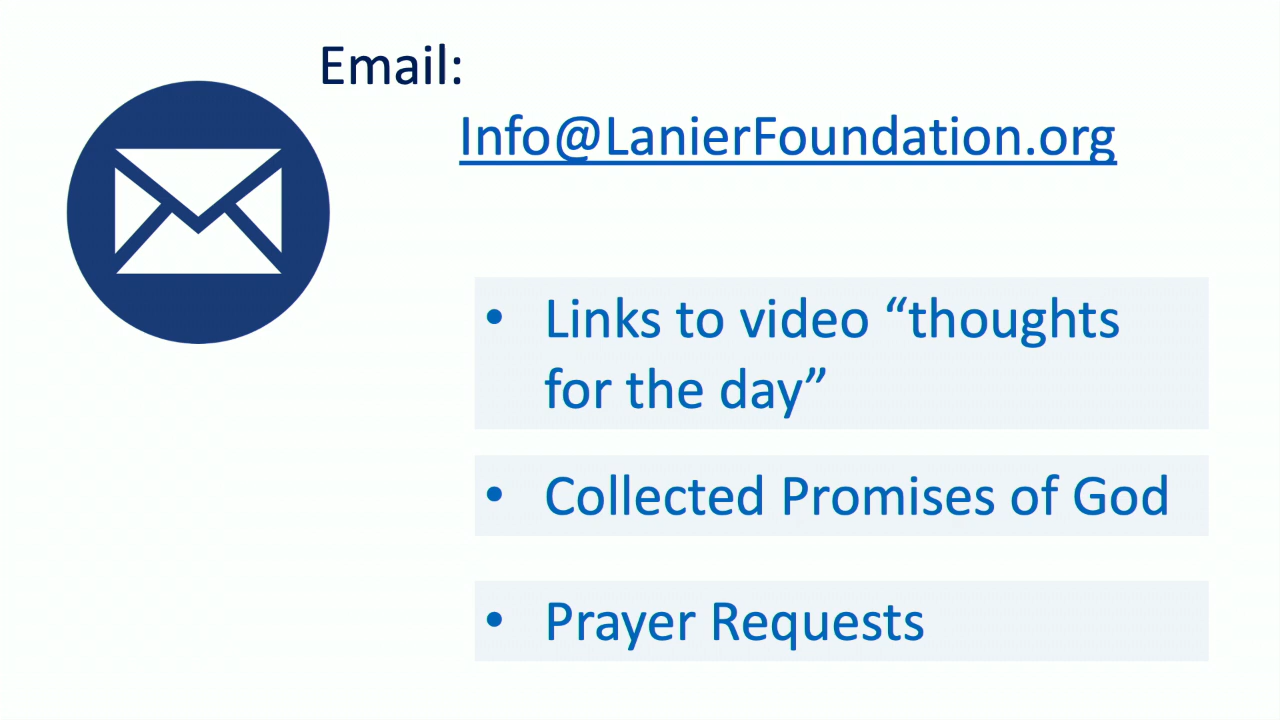 Email:
Info@LanierFoundation.org
• Links to video “thoughts
for the day”
• Collected Promises of God
• Prayer Requests